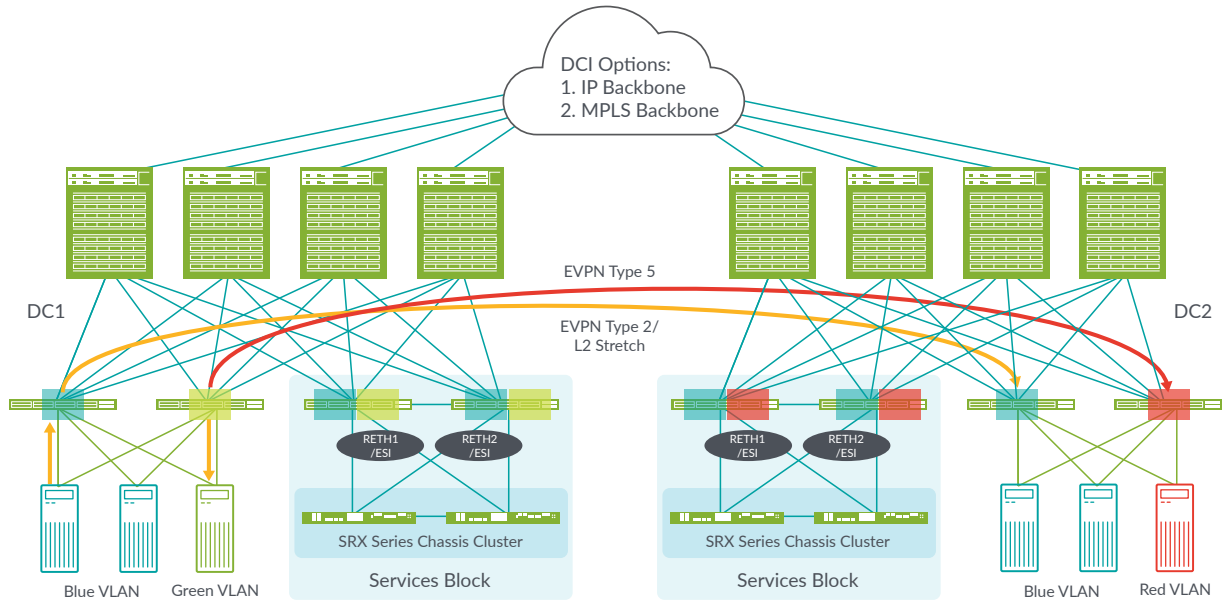 DCI Options:
1. IP Backbone
2. MPLS Backbone
EVPN Type 5
DC1
DC2
EVPN Type 2/
L2 Stretch
RETH1
/ESI
RETH2
/ESI
RETH1
/ESI
RETH2
/ESI
SRX Series Chassis Cluster
SRX Series Chassis Cluster
Services Block
Services Block
Blue VLAN
Green VLAN
Blue VLAN
Red VLAN